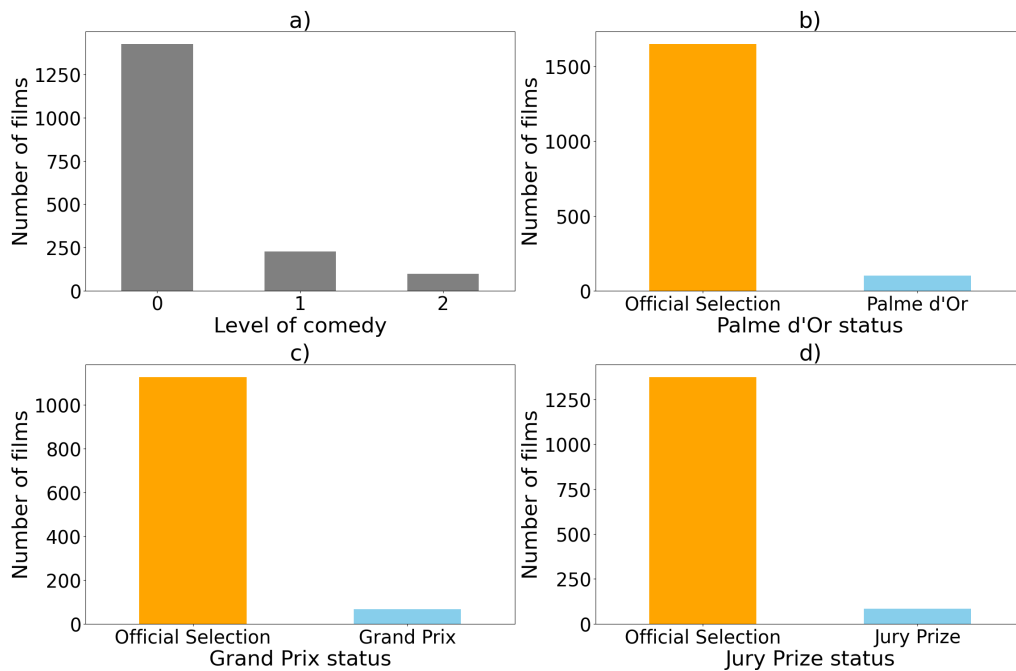 a)
Number of films
1250
1000
750
500
250
0
0 1 2
Level of comedy
b)
Number of films
1500
1000
500
0
Official Selection Palme d'Or
Palme d'Or status
c)
Number of films
1000
800
600
400
200
0
Official Selection Grand Prix
Grand Prix status
d)
Number of films
1250
1000
750
500
250
0
Official Selection Jury Prize
Jury Prize status